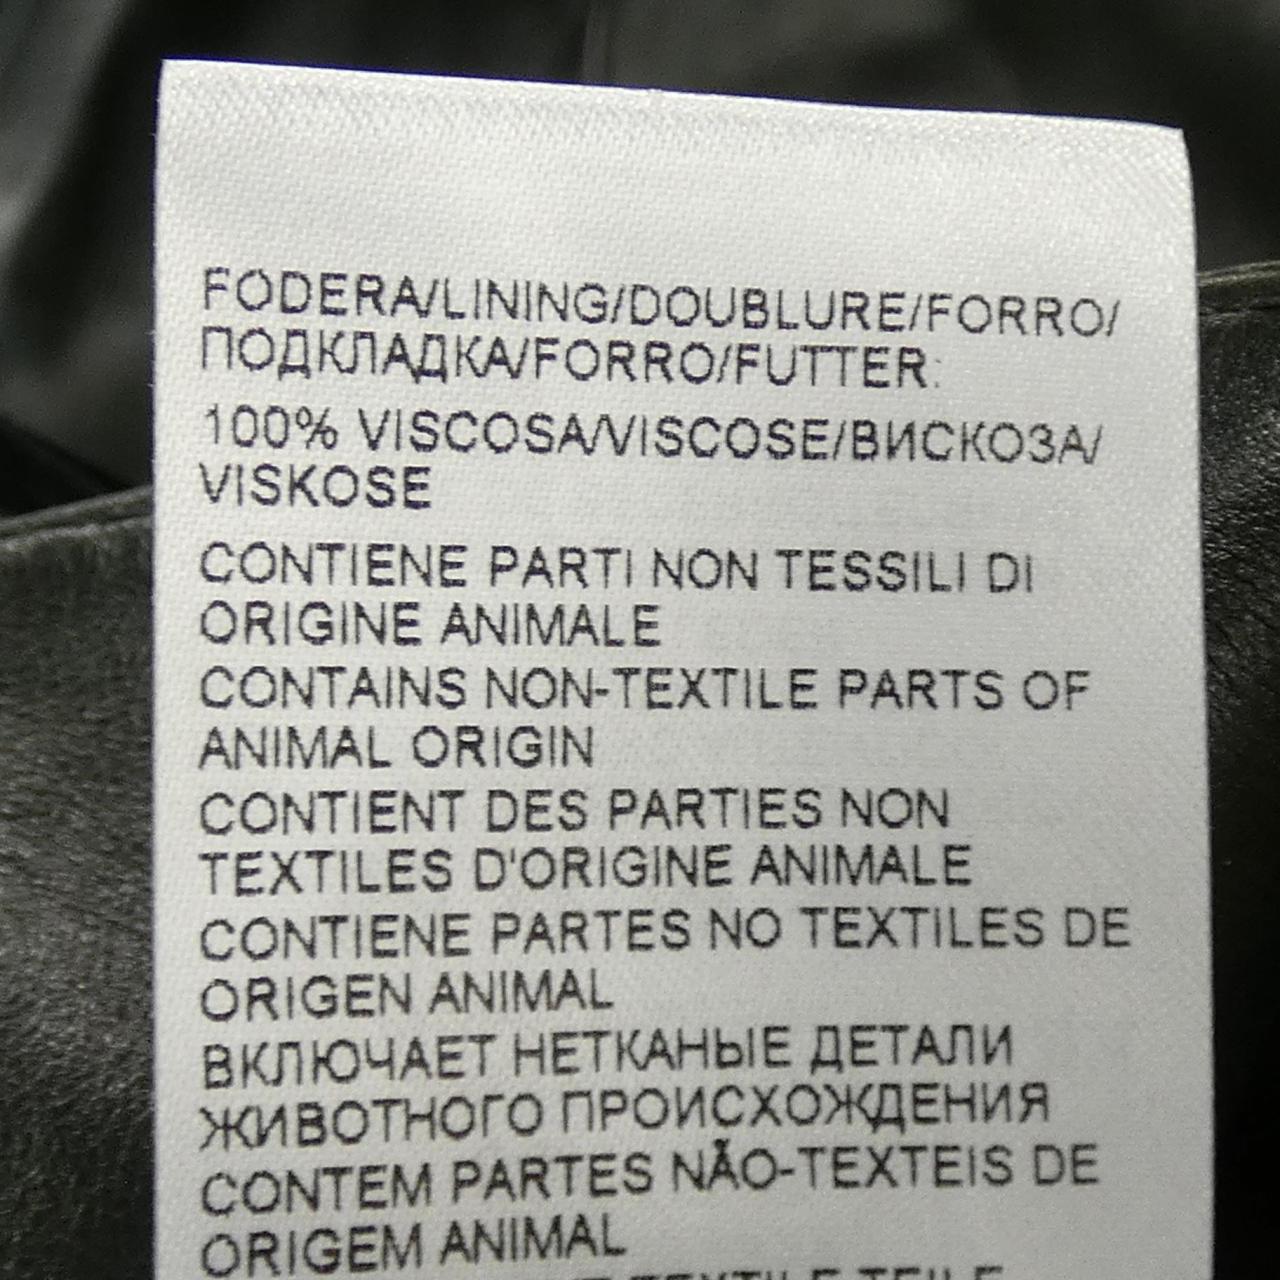 FODERA/LINING/DOUBLURE/FORRO/
ПОДКЛАДКА/FORRO/FUTTER:
100% VISCOSA/VISCOSE/ВИСКОЗА/
VISKOSE
CONTIENE PARTI NON TESSILI DI
ORIGINE ANIMALE
CONTAINS NON-TEXTILE PARTS OF
ANIMAL ORIGIN
CONTIENT DES PARTIES NON
TEXTILES D'ORIGINE ANIMALE
CONTIENE PARTES NO TEXTILES DE
ORIGEN ANIMAL
ВКЛЮЧАЕТ НЕТКАНЫЕ ДЕТАЛИ
ЖИВОТНОГО ПРОИСХОЖДЕНИЯ
CONTEM PARTES NÃO-TEXTEIS DE
ORIGEM ANIMAL